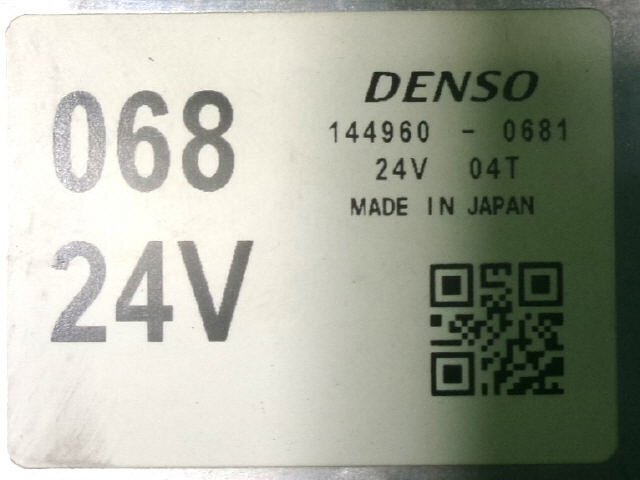 068
24V
DENSO
144960 - 0681
24V 04T
MADE IN JAPAN